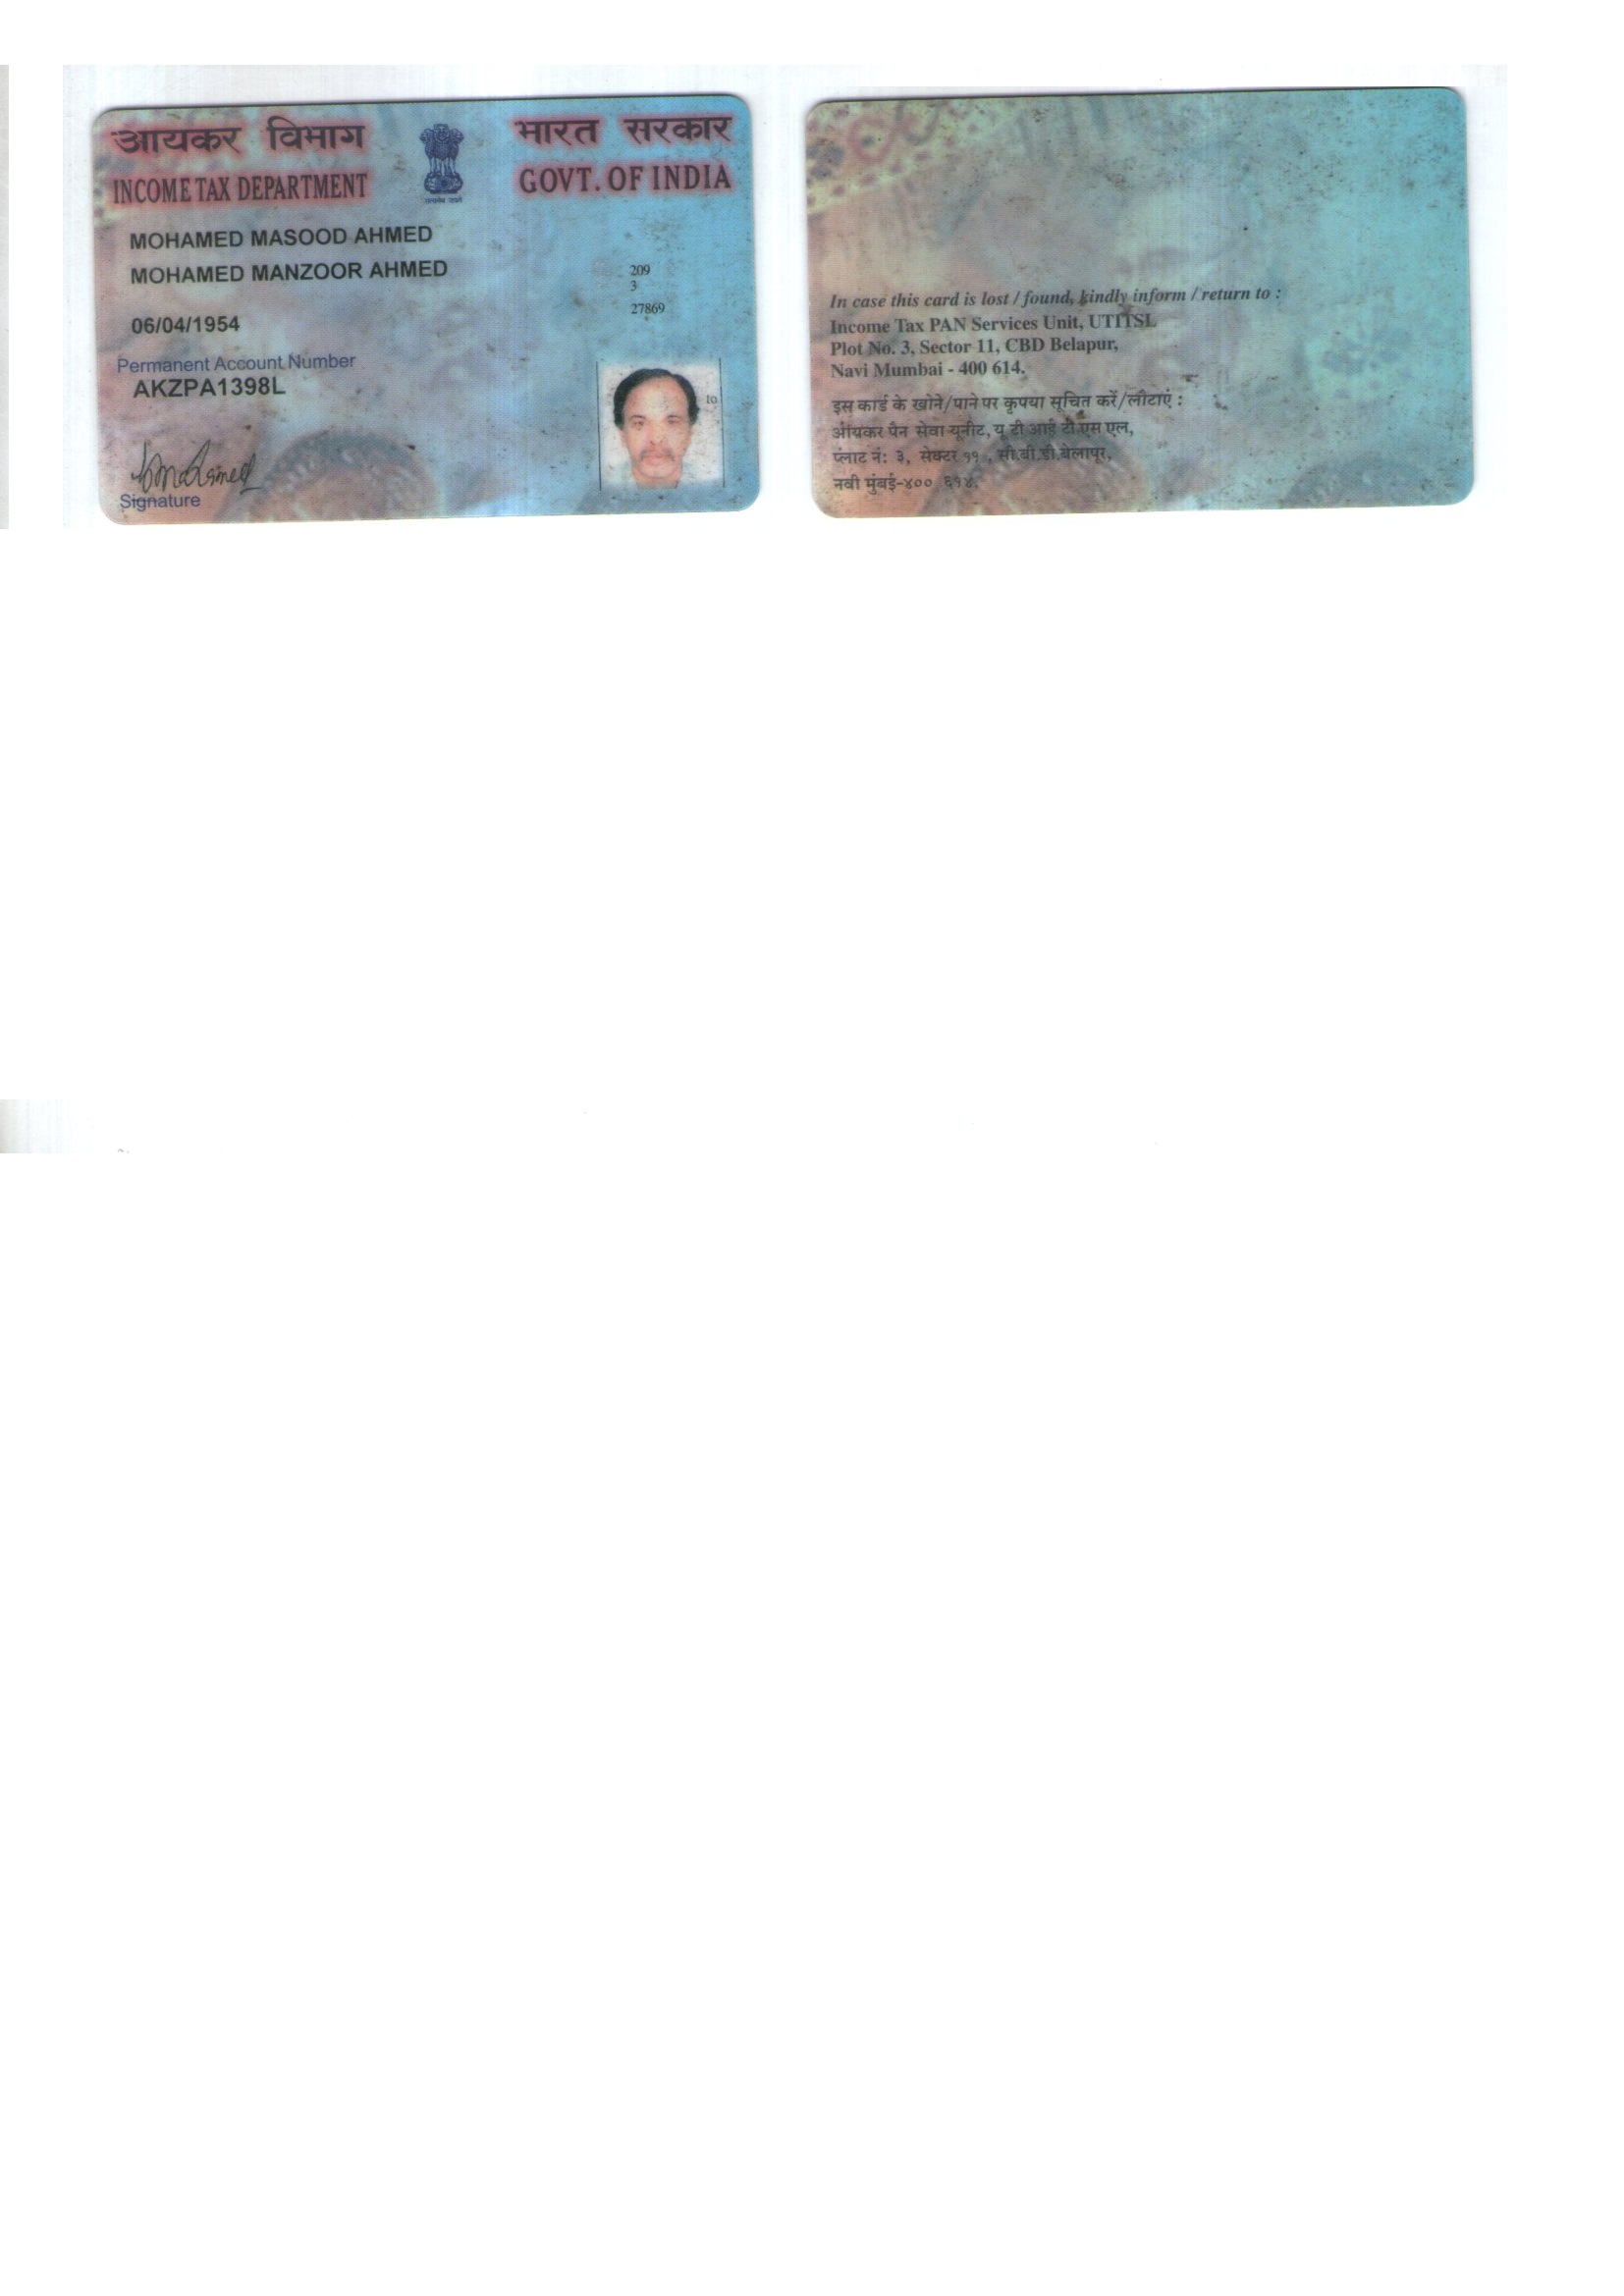 आयकर विभाग
INCOME TAX DEPARTMENT
भारत सरकार
GOVT. OF INDIA
सत्यमेव जयते
MOHAMED MASOOD AHMED
MOHAMED MANZOOR AHMED
209
3
27869
06/04/1954
Permanent Account Number
AKZPA1398L
10
Signature
In case this card is lost / found, kindly inform / return to :
Income Tax PAN Services Unit, UTITSL
Plot No. 3, Sector 11, CBD Belapur,
Navi Mumbai - 400 614.
इस कार्ड के खोने/पाने पर कृपया सूचित करें/लौटाएं :
आयकर पैन सेवा यूनीट, यू टी आई टी एस एल,
प्लाट नं: ३, सेक्टर ११ , सी.बी.डी.बेलापूर,
नवी मुंबई-४०० ६१४.